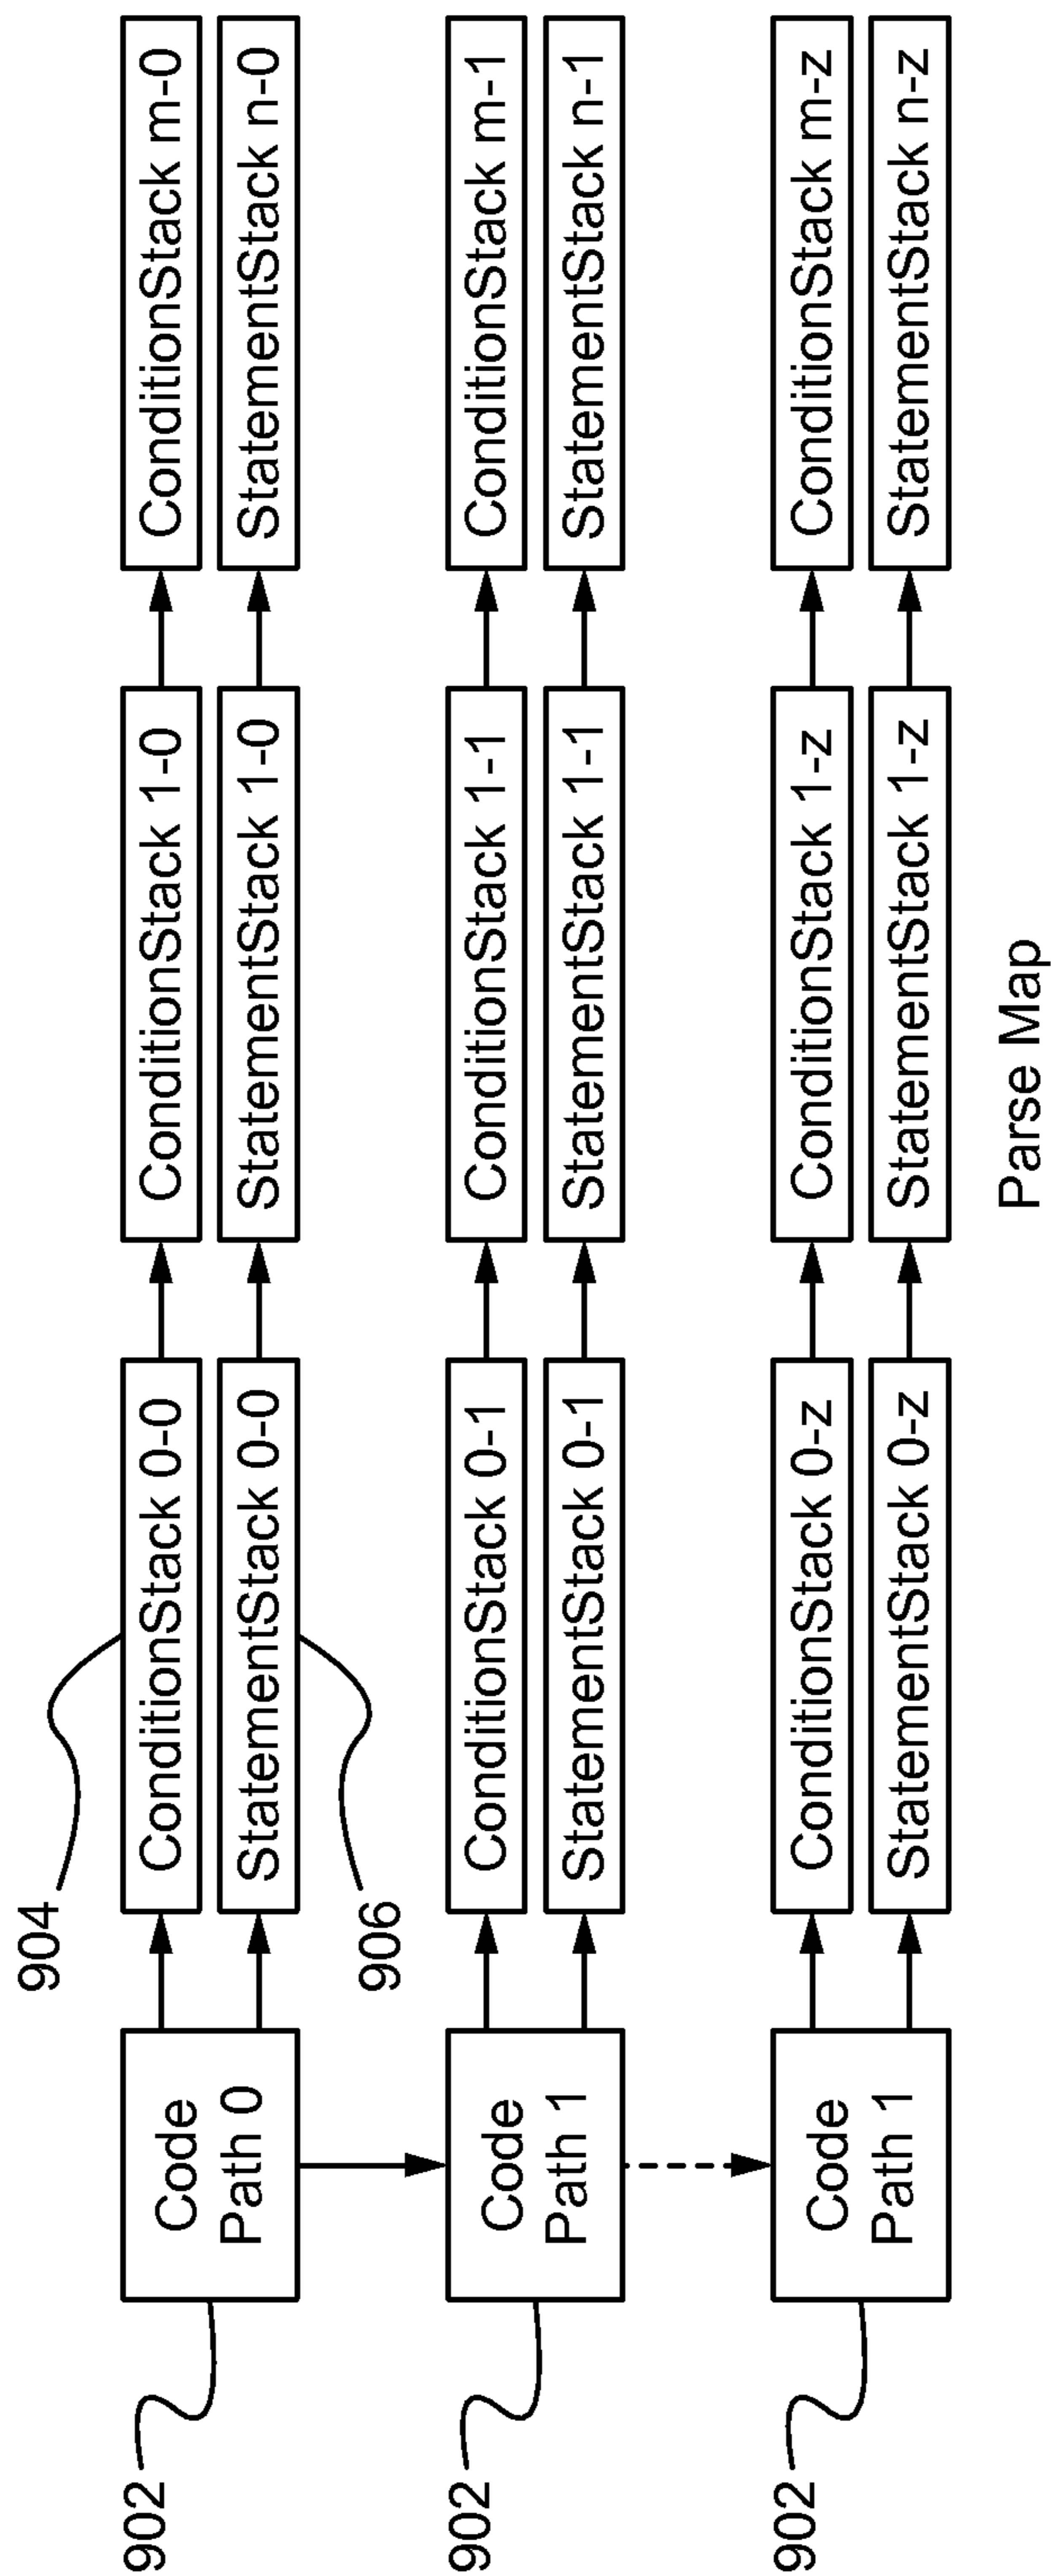 904
902
Code
Path 0
ConditionStack 0-0
ConditionStack 1-0
ConditionStack m-0
StatementStack 0-0
StatementStack 1-0
StatementStack n-0
906
902
Code
Path 1
ConditionStack 0-1
ConditionStack 1-1
ConditionStack m-1
StatementStack 0-1
StatementStack 1-1
StatementStack n-1
902
Code
Path 1
ConditionStack 0-z
ConditionStack 1-z
ConditionStack m-z
StatementStack 0-z
StatementStack 1-z
StatementStack n-z
Parse Map